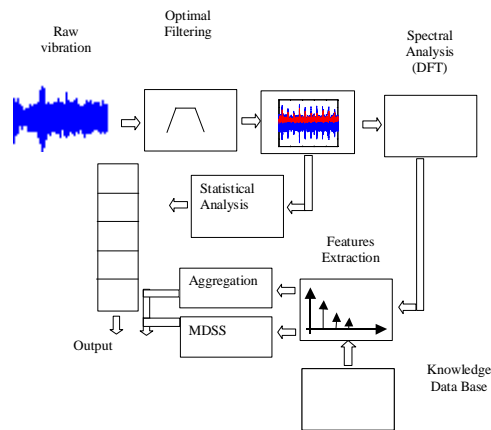 Raw
vibration
Optimal
Filtering
Spectral
Analysis
(DFT)
Statistical
Analysis
Features
Extraction
Aggregation
MDSS
Output
Knowledge
Data Base